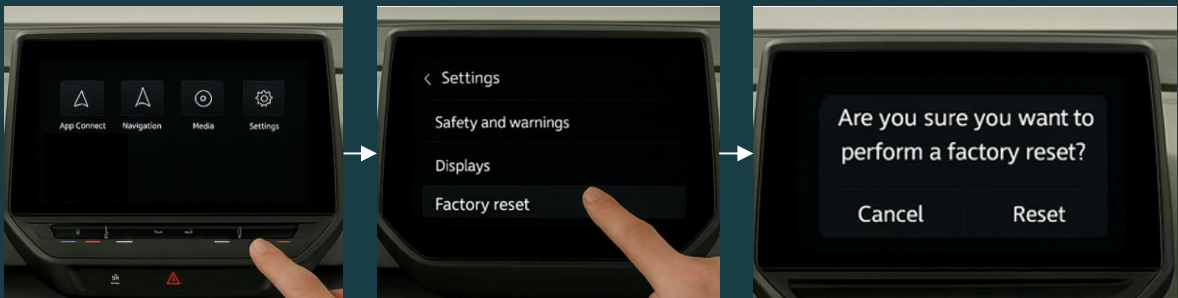 App Connect
Navigation
Media
Settings
< Settings
Safety and warnings
Displays
Factory reset
Are you sure you want to
perform a factory reset?
Cancel
Reset